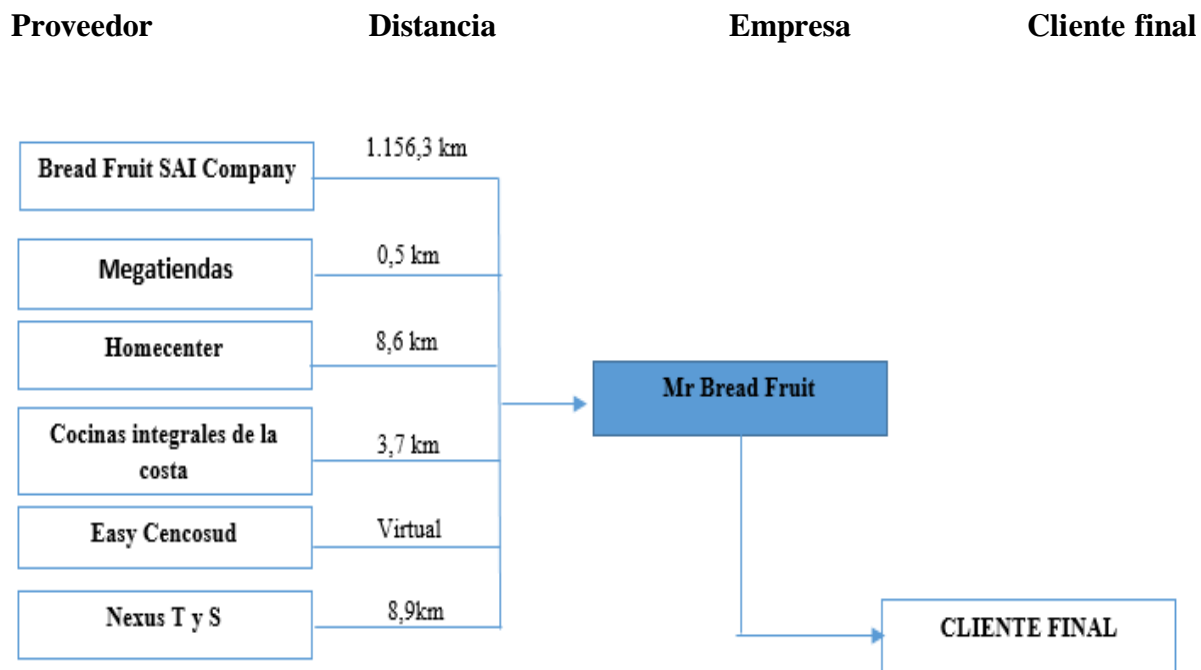 Proveedor Distancia Empresa Cliente final
1.156,3 km
Bread Fruit SAI Company
0,5 km
Megatiendas
8,6 km
Homecenter
Mr Bread Fruit
Cocinas integrales de la
costa
3,7 km
Easy Cencosud
Virtual
Nexus T y S
8,9km
CLIENTE FINAL